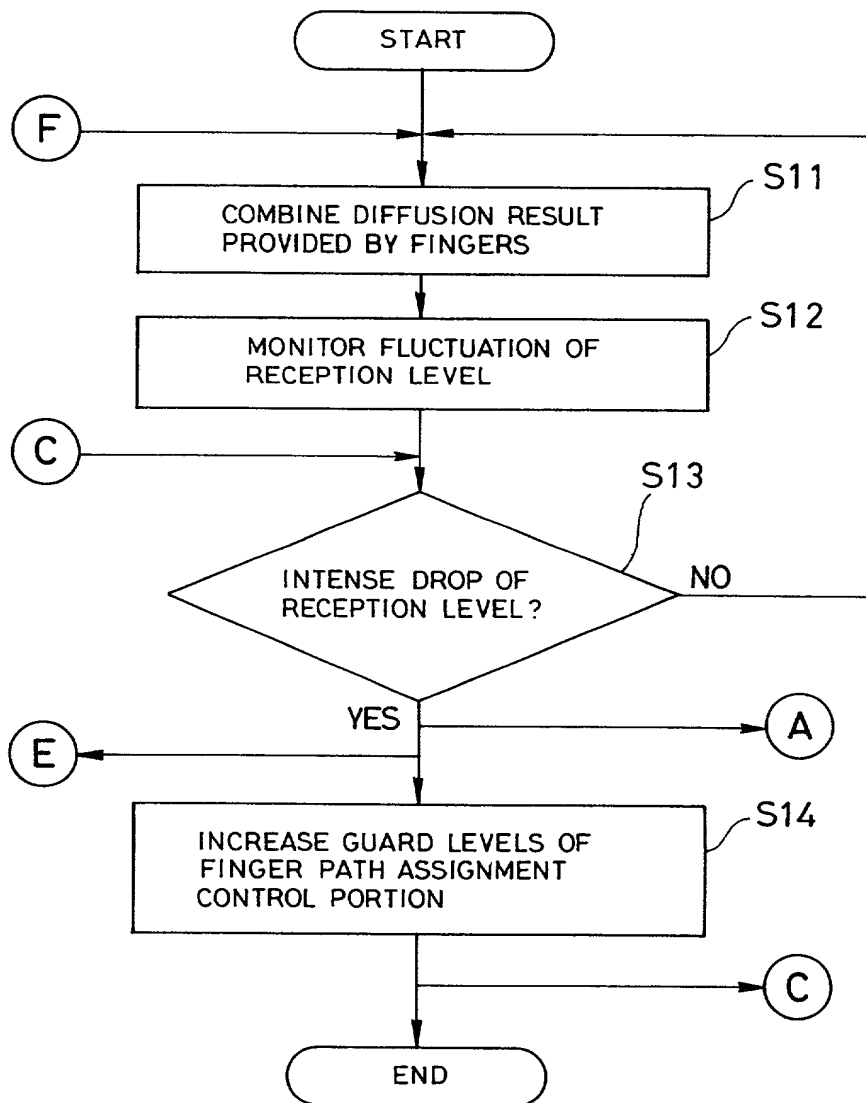 START
F
S11
COMBINE DIFFUSION RESULT
PROVIDED BY FINGERS
S12
MONITOR FLUCTUATION OF
RECEPTION LEVEL
C
S13
INTENSE DROP OF
RECEPTION LEVEL?
NO
YES
A
E
S14
INCREASE GUARD LEVELS OF
FINGER PATH ASSIGNMENT
CONTROL PORTION
C
END